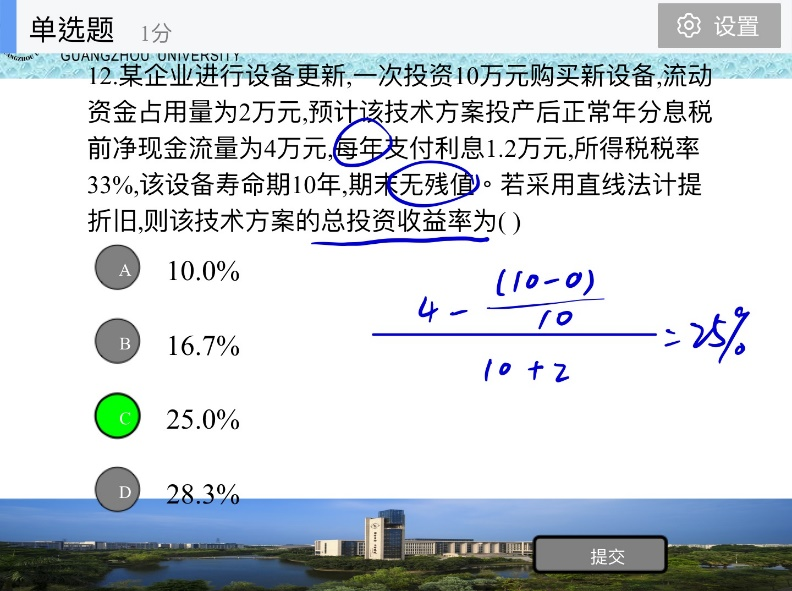 单选题 1分
设置
GUANGZHOU UNIVERSITY
12.某企业进行设备更新,一次投资10万元购买新设备,流动
资金占用量为2万元,预计该技术方案投产后正常年分息税
前净现金流量为4万元,每年支付利息1.2万元,所得税税率
33%,该设备寿命期10年,期末无残值。若采用直线法计提
折旧,则该技术方案的总投资收益率为( )
A 10.0%
B 16.7%
C 25.0%
D 28.3%
(10-0)
4 - 10
10+2
=25%
提交